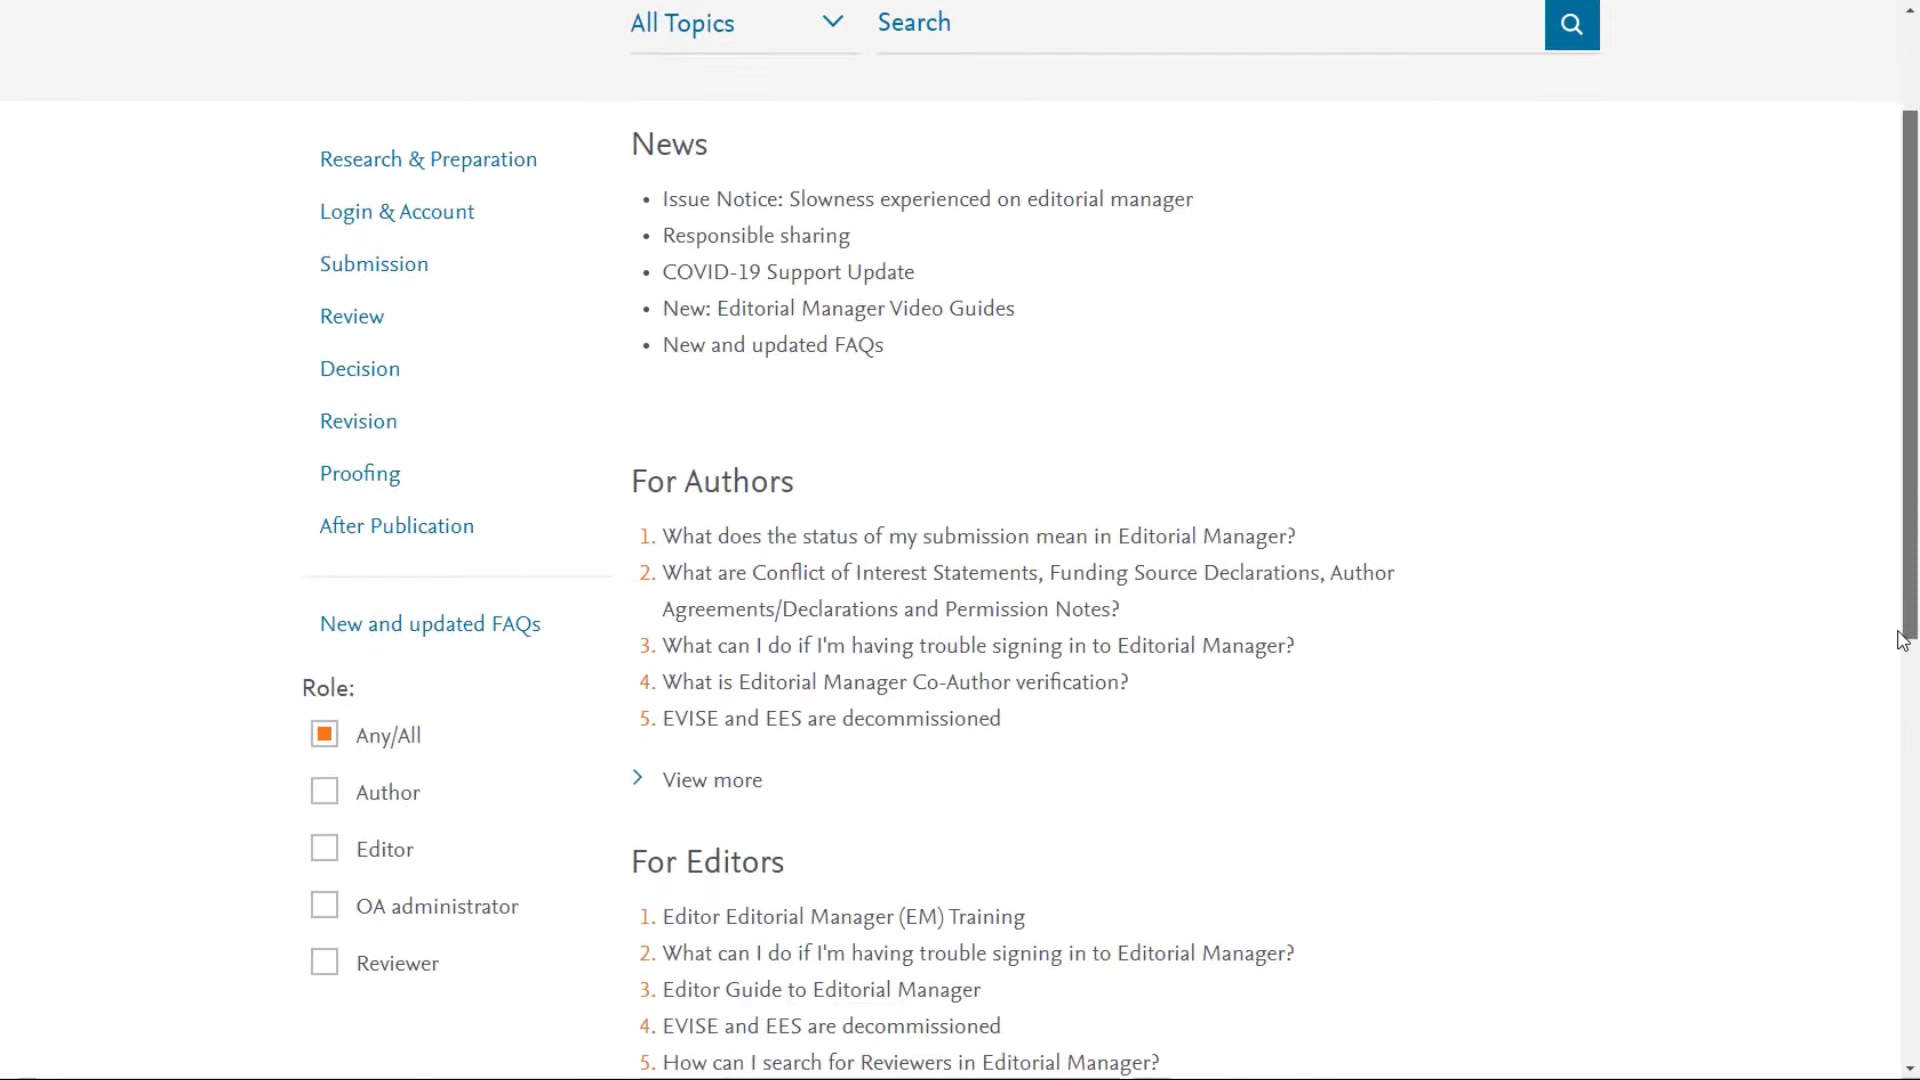 All Topics
Search
Research & Preparation
Login & Account
Submission
Review
Decision
Revision
Proofing
After Publication
New and updated FAQs
Role:
Any/All
Author
Editor
OA administrator
Reviewer
News
• Issue Notice: Slowness experienced on editorial manager
• Responsible sharing
• COVID-19 Support Update
• New: Editorial Manager Video Guides
• New and updated FAQs
For Authors
1. What does the status of my submission mean in Editorial Manager?
2. What are Conflict of Interest Statements, Funding Source Declarations, Author
Agreements/Declarations and Permission Notes?
3. What can I do if I'm having trouble signing in to Editorial Manager?
4. What is Editorial Manager Co-Author verification?
5. EVISE and EES are decommissioned
View more
For Editors
1. Editor Editorial Manager (EM) Training
2. What can I do if I'm having trouble signing in to Editorial Manager?
3. Editor Guide to Editorial Manager
4. EVISE and EES are decommissioned
5. How can I search for Reviewers in Editorial Manager?